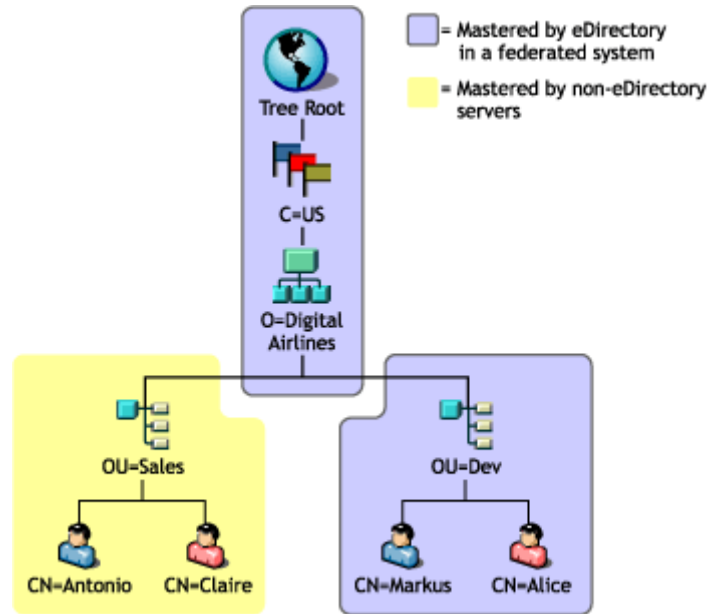 = Mastered by eDirectory
in a federated system
= Mastered by non-eDirectory
servers
Tree Root
C=US
O=Digital
Airlines
OU=Sales
OU=Dev
CN=Antonio
CN=Claire
CN=Markus
CN=Alice